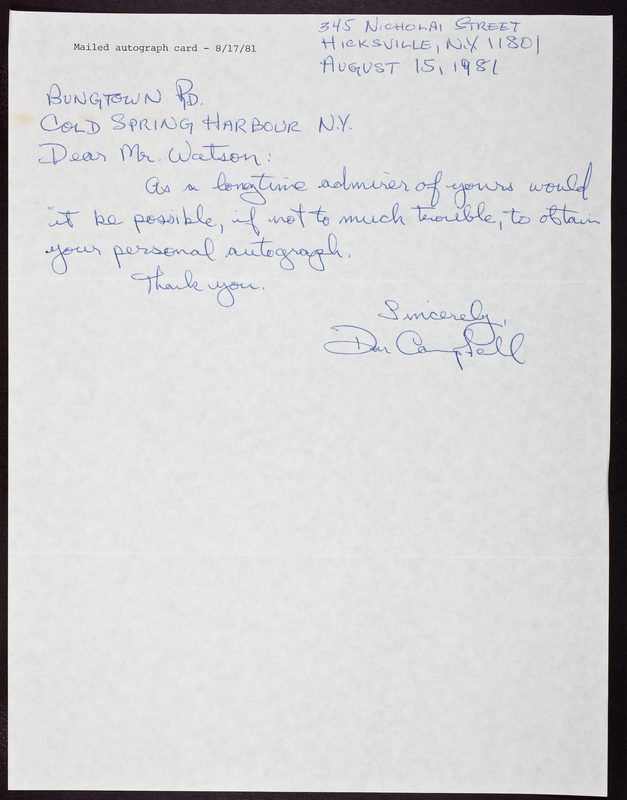 Mailed autograph card - 8/17/81
345 NICHOLAI STREET
HICKSVILLE, N.Y 11801
AUGUST 15, 1981
BUNGTOWN RD.
COLD SPRING HARBOUR N.Y.
Dear Mr. Watson:
As a longtime admirer of yours would
it be possible, if not to much trouble, to obtain
your personal autograph.
Thank you.
Sincerely,
Don Campbell